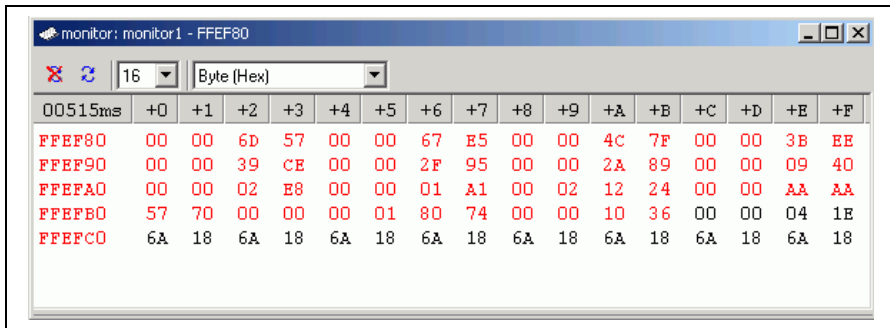 monitor: monitor1 - FFEF80
16 Byte (Hex)
00515ms +0 +1 +2 +3 +4 +5 +6 +7 +8 +9 +A +B +C +D +E +F
FFEF80 00 00 6D 57 00 00 67 E5 00 00 4C 7F 00 00 3B EE
FFEF90 00 00 39 CE 00 00 2F 95 00 00 2A 89 00 00 09 40
FFEFA0 00 00 02 E8 00 00 01 A1 00 02 12 24 00 00 AA AA
FFEFB0 57 70 00 00 00 01 80 74 00 00 10 36 00 00 04 1E
FFEFC0 6A 18 6A 18 6A 18 6A 18 6A 18 6A 18 6A 18 6A 18